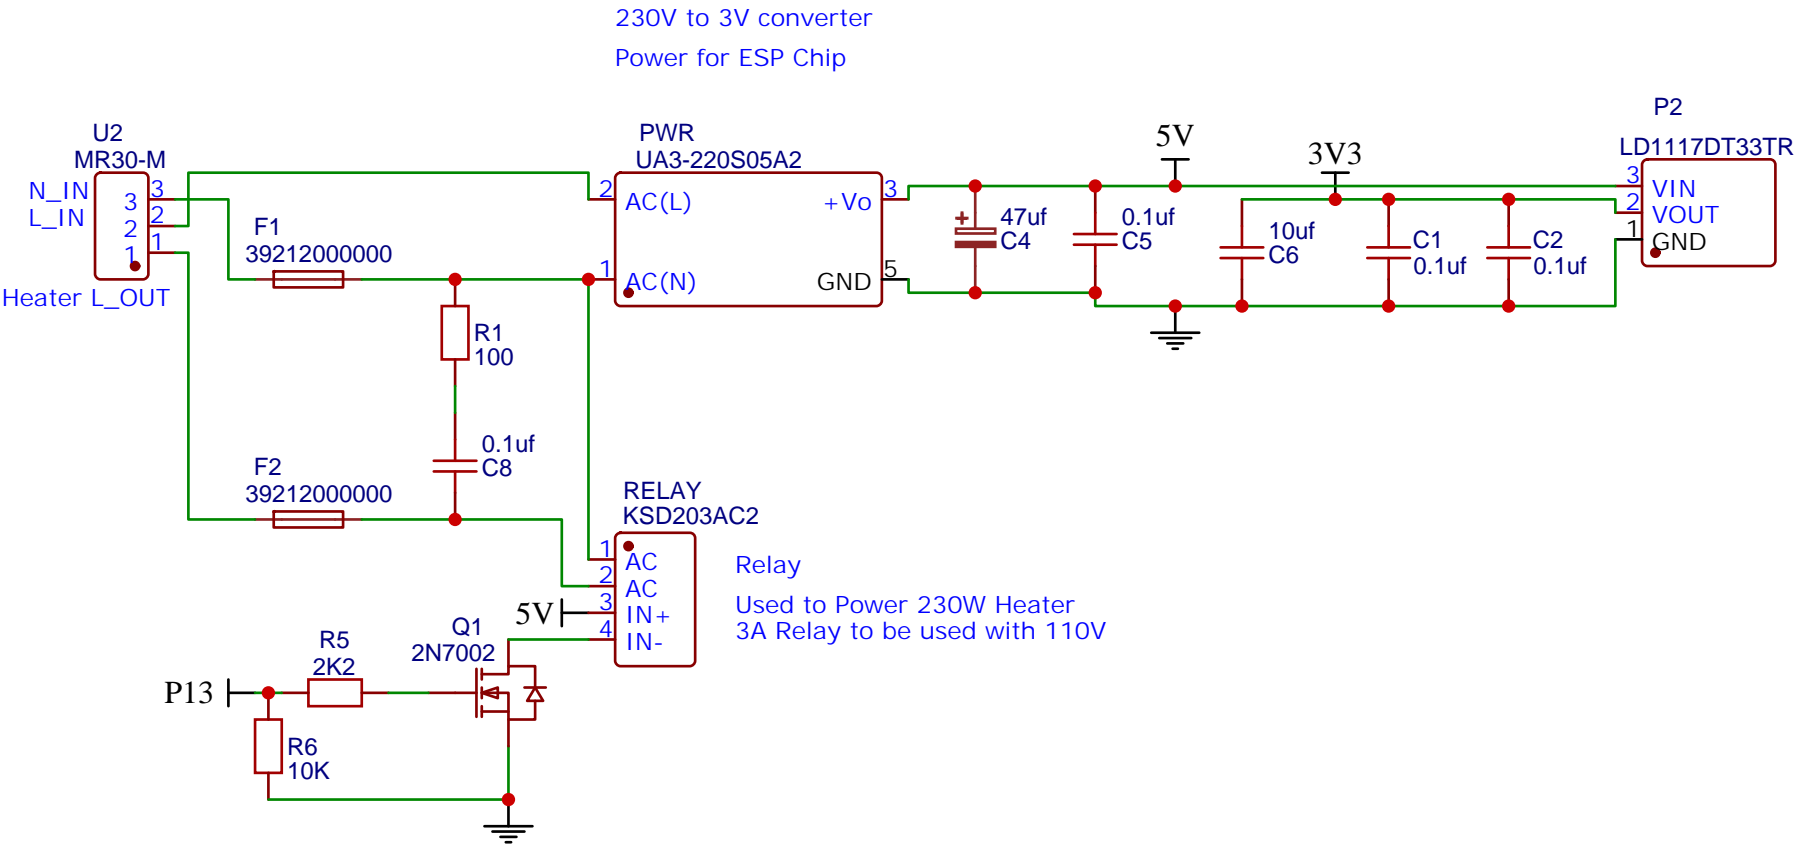 230V to 3V converter
Power for ESP Chip
U2
MR30-M
N_IN
L_IN
3
2
1
3
2
1
Heater L_OUT
F1
39212000000
R1
100
0.1uf
C8
F2
39212000000
PWR
UA3-220S05A2
2
AC(L)
1
AC(N)
+Vo
3
GND
5
47uf
C4
0.1uf
C5
5V
3V3
10uf
C6
C1
0.1uf
C2
0.1uf
P2
LD1117DT33TR
3
VIN
2
VOUT
1
GND
RELAY
KSD203AC2
1
AC
2
AC
3
IN+
4
IN-
5V
Relay
Used to Power 230W Heater
3A Relay to be used with 110V
Q1
2N7002
R5
2K2
P13
R6
10K